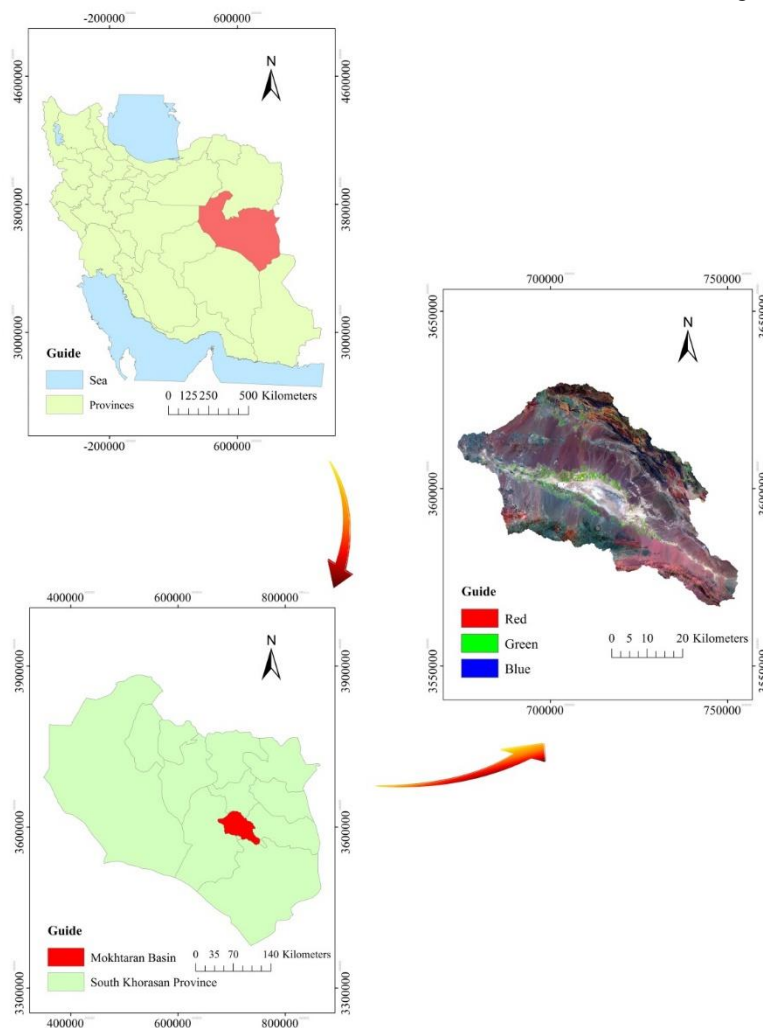 -200000 600000
4600000 4600000
N
3800000 3800000
3000000 3000000
Guide
Sea
Provinces
0 125 250 500 Kilometers
-200000 600000
700000 750000
3650000 3650000
N
3600000 3600000
Guide
Red
Green
Blue
0 5 10 20 Kilometers
3550000 3550000
700000 750000
400000 600000 800000
N
3900000 3900000
3600000 3600000
Guide
Mokhtaran Basin
South Khorasan Province
0 35 70 140 Kilometers
3300000 3300000
400000 600000 800000